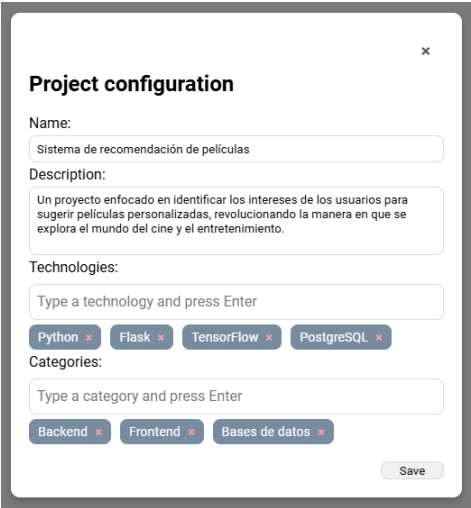 ×
Project configuration
Name:
Sistema de recomendación de películas
Description:
Un proyecto enfocado en identificar los intereses de los usuarios para
sugerir películas personalizadas, revolucionando la manera en que se
explora el mundo del cine y el entretenimiento.
Technologies:
Type a technology and press Enter
Python × Flask × TensorFlow × PostgreSQL ×
Categories:
Type a category and press Enter
Backend × Frontend × Bases de datos ×
Save